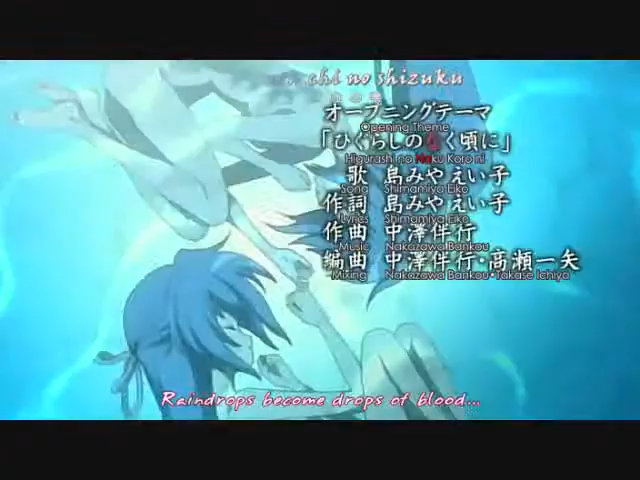 chi no shizuku
オープニングテーマ
Opening Theme
「ひぐらしのなく頃に」
Higurashi no Naku Koro ni
歌 島みやえい子
Song Shimamiya Eiko
作詞 島みやえい子
Lyrics Shimamiya Eiko
作曲 中澤伴行
Music Nakazawa Bankou
編曲 中澤伴行・高瀬一矢
Mixing Nakazawa Bankou・Takase Ichiya
Raindrops become drops of blood...